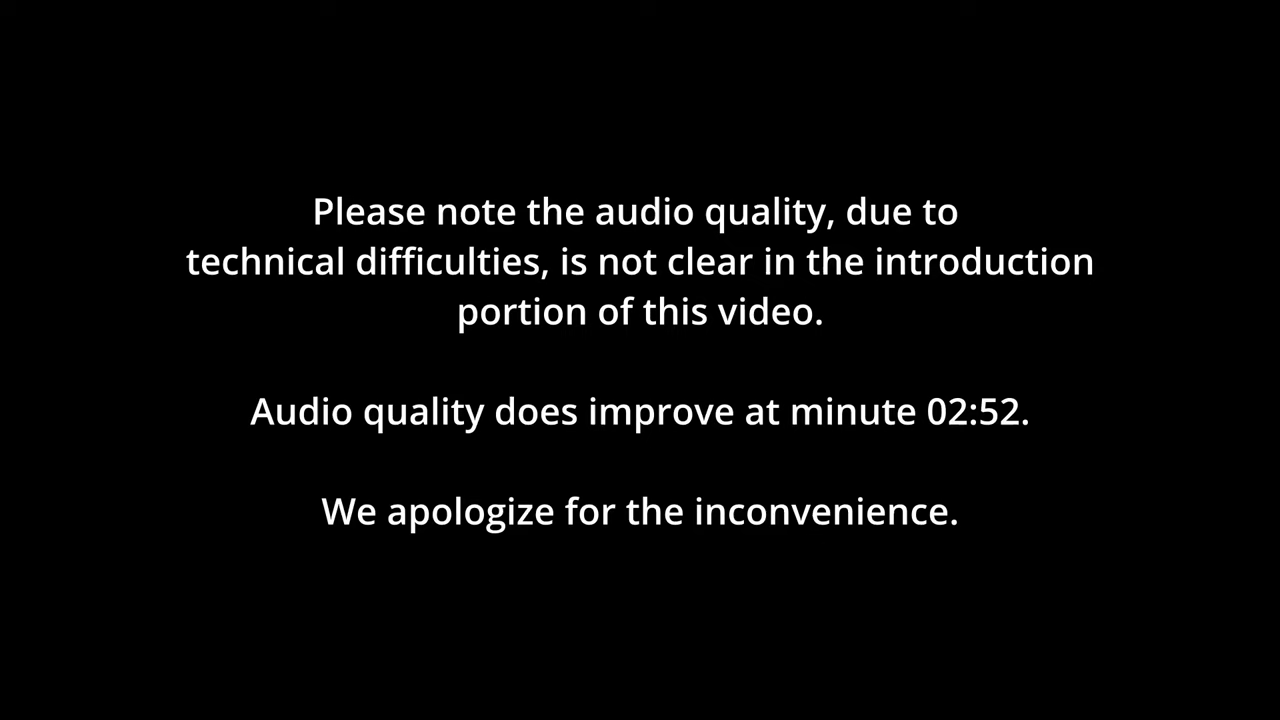 Please note the audio quality, due to
technical difficulties, is not clear in the introduction
portion of this video.
Audio quality does improve at minute 02:52.
We apologize for the inconvenience.